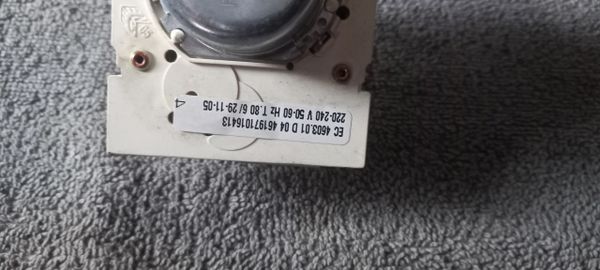 EC 4603.01 D 04 461971016413
220-240 V 50-60 Hz T.80 6/ 29-11-05